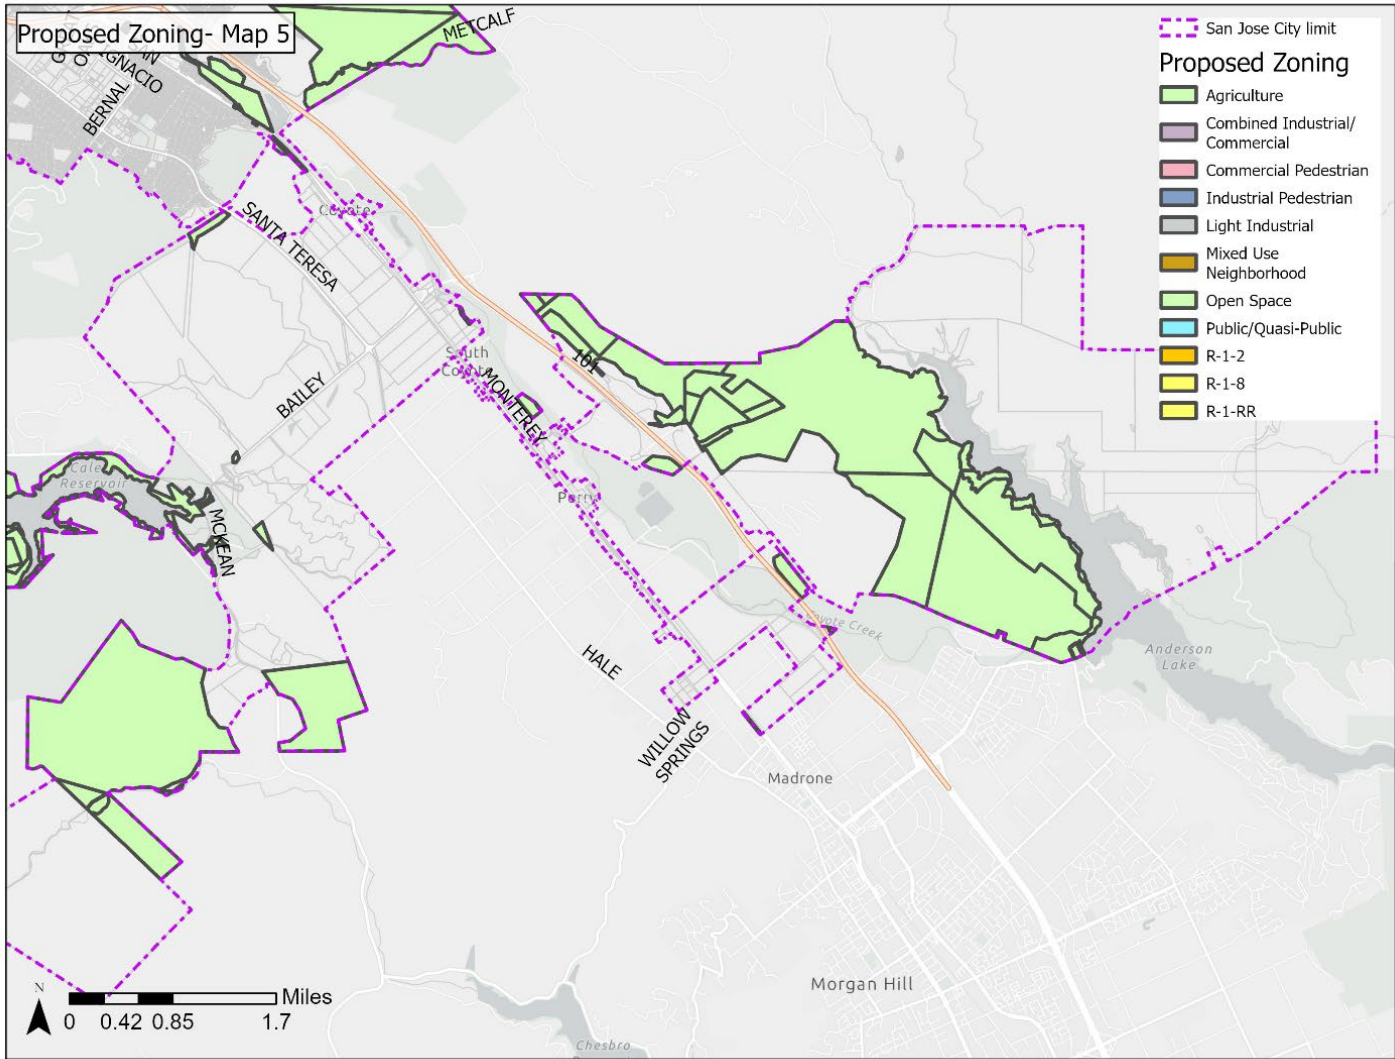 Proposed Zoning- Map 5
METCALF
SAN
IGNACIO
BERNAL
San Jose City limit
Proposed Zoning
Agriculture
Combined Industrial/
Commercial
Commercial Pedestrian
Industrial Pedestrian
Light Industrial
Mixed Use
Neighborhood
Open Space
Public/Quasi-Public
R-1-2
R-1-8
R-1-RR
SANTA TERESA
Coyote
South
Coyote
101
MONTEREY
BAILEY
Calero
Reservoir
MCKEAN
Perry
Coyote Creek
HALE
Anderson
Lake
WILLOW
SPRINGS
Madrone
Morgan Hill
Chesbro
N
Miles
0 0.42 0.85 1.7